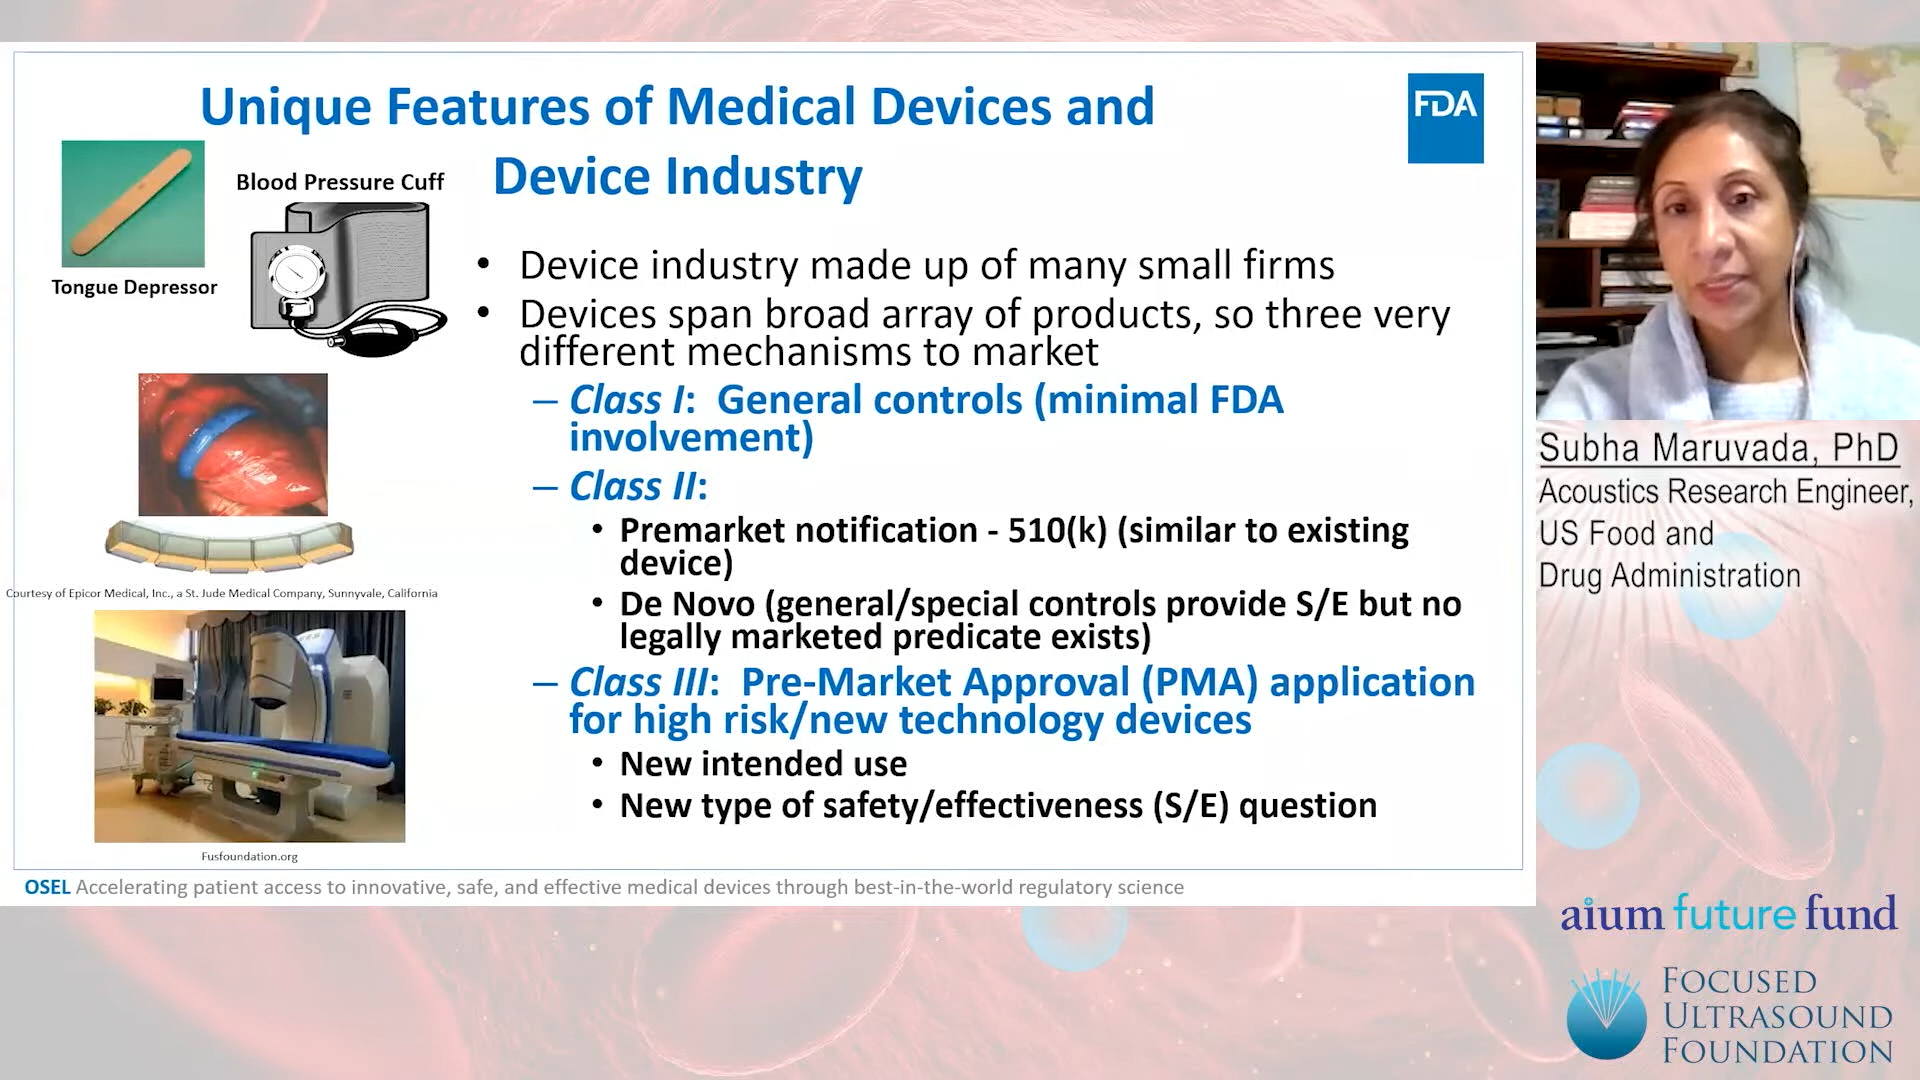 Unique Features of Medical Devices and
Device Industry
FDA
Blood Pressure Cuff
Tongue Depressor
• Device industry made up of many small firms
• Devices span broad array of products, so three very
different mechanisms to market
– Class I: General controls (minimal FDA
involvement)
– Class II:
• Premarket notification - 510(k) (similar to existing
device)
• De Novo (general/special controls provide S/E but no
legally marketed predicate exists)
– Class III: Pre-Market Approval (PMA) application
for high risk/new technology devices
• New intended use
• New type of safety/effectiveness (S/E) question
Courtesy of Epicor Medical, Inc., a St. Jude Medical Company, Sunnyvale, California
Fusfoundation.org
OSEL Accelerating patient access to innovative, safe, and effective medical devices through best-in-the-world regulatory science
Subha Maruvada, PhD
Acoustics Research Engineer,
US Food and
Drug Administration
aium future fund
FOCUSED
ULTRASOUND
FOUNDATION